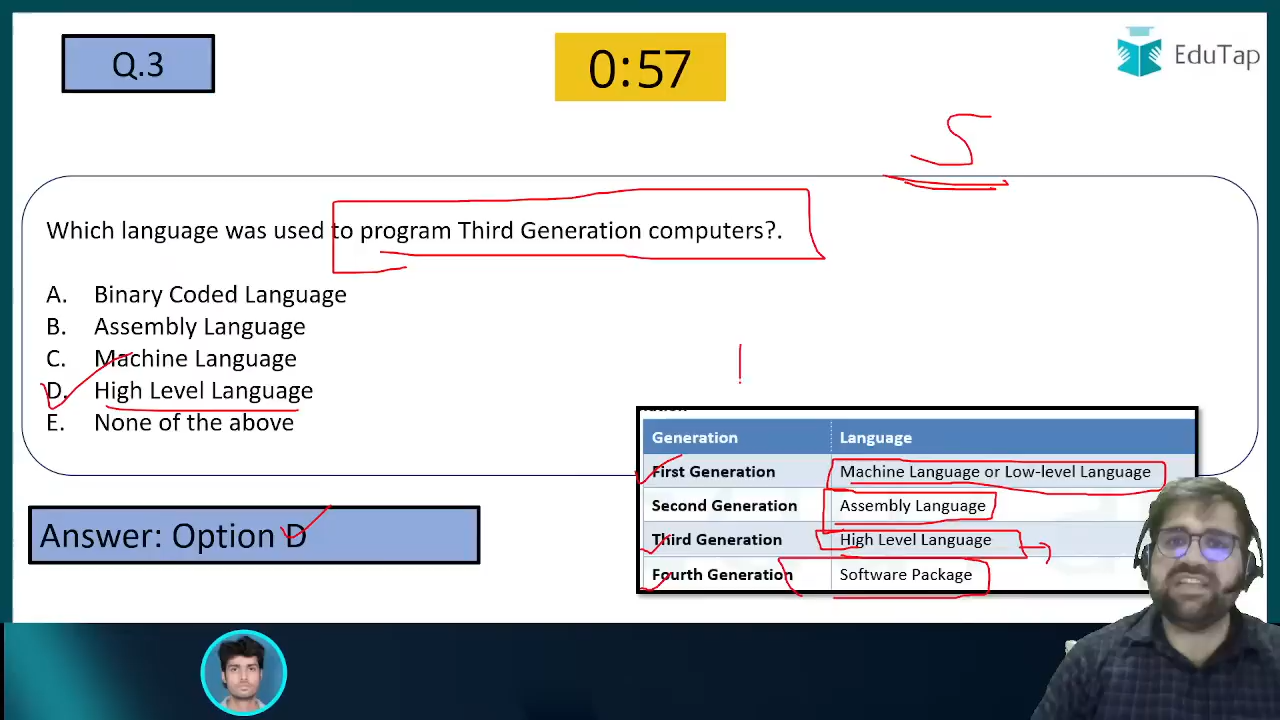 Q.3
0:57
EduTap
5
Which language was used to program Third Generation computers?.
A. Binary Coded Language
B. Assembly Language
C. Machine Language
D. High Level Language
E. None of the above
Answer: Option D
Generation Language
First Generation Machine Language or Low-level Language
Second Generation Assembly Language
Third Generation High Level Language
Fourth Generation Software Package